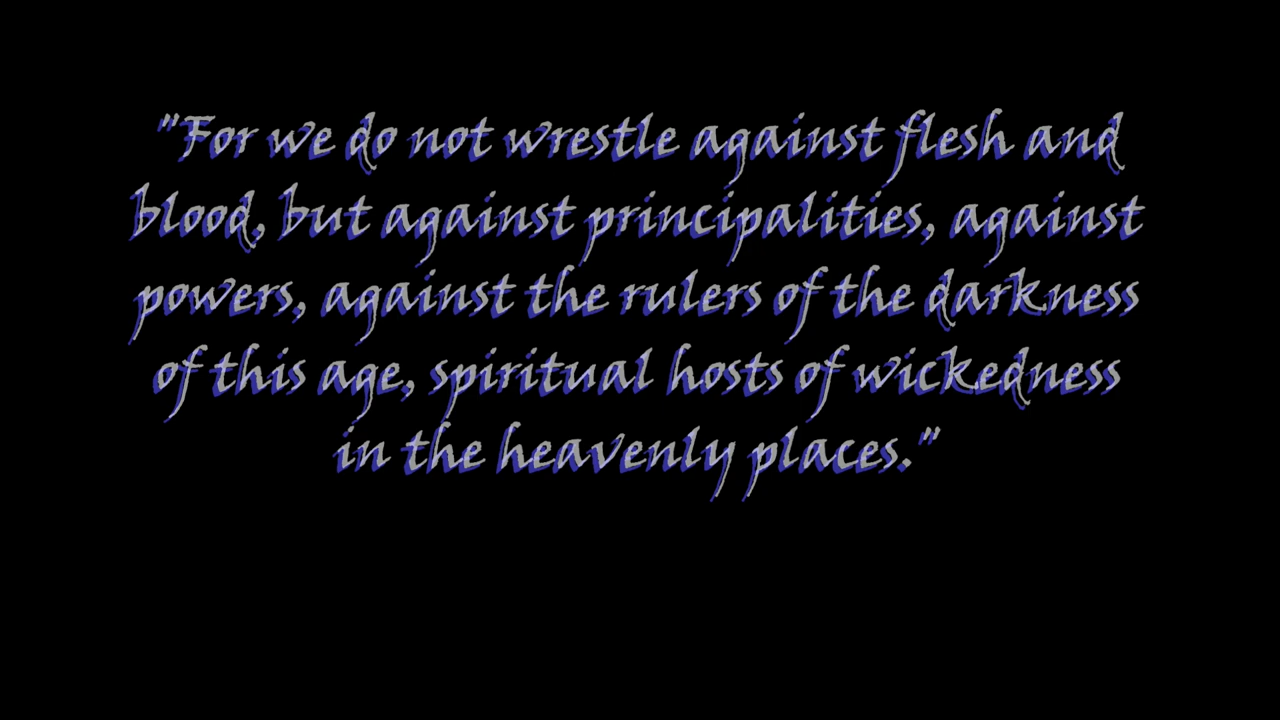 "For we do not wrestle against flesh and
blood, but against principalities, against
powers, against the rulers of the darkness
of this age, spiritual hosts of wickedness
in the heavenly places."